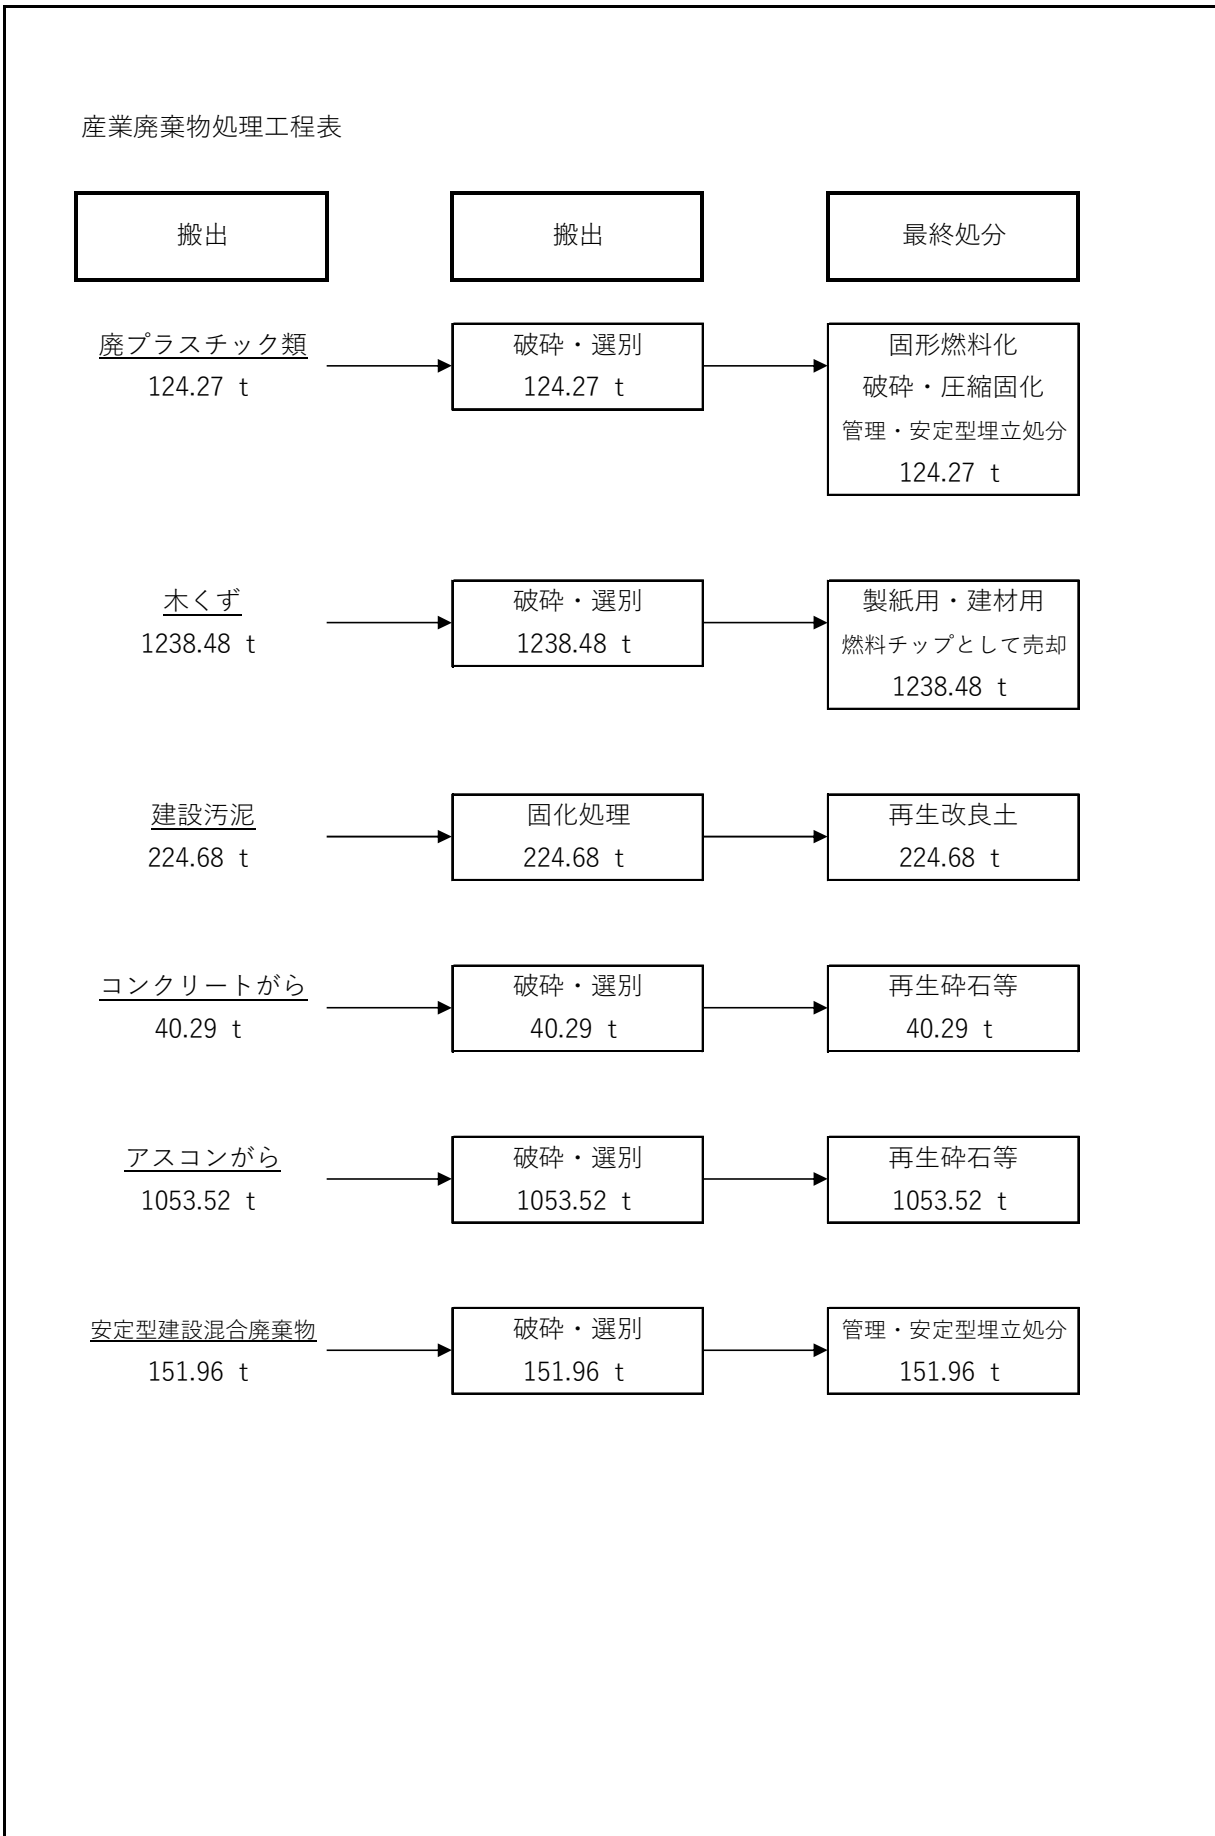 産業廃棄物処理工程表
搬出
搬出
最終処分
廃プラスチック類
124.27 t
破砕・選別
124.27 t
固形燃料化
破砕・圧縮固化
管理・安定型埋立処分
124.27 t
木くず
1238.48 t
破砕・選別
1238.48 t
製紙用・建材用
燃料チップとして売却
1238.48 t
建設汚泥
224.68 t
固化処理
224.68 t
再生改良土
224.68 t
コンクリートがら
40.29 t
破砕・選別
40.29 t
再生砕石等
40.29 t
アスコンがら
1053.52 t
破砕・選別
1053.52 t
再生砕石等
1053.52 t
安定型建設混合廃棄物
151.96 t
破砕・選別
151.96 t
管理・安定型埋立処分
151.96 t